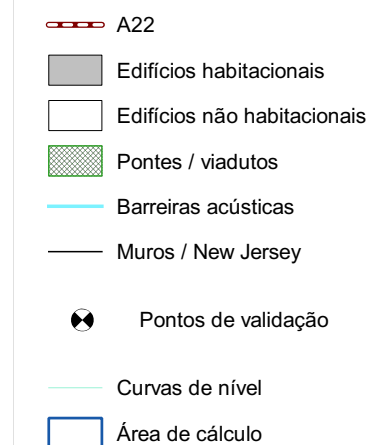 A22
Edifícios habitacionais
Edifícios não habitacionais
Pontes / viadutos
Barreiras acústicas
Muros / New Jersey
Pontos de validação
Curvas de nível
Área de cálculo